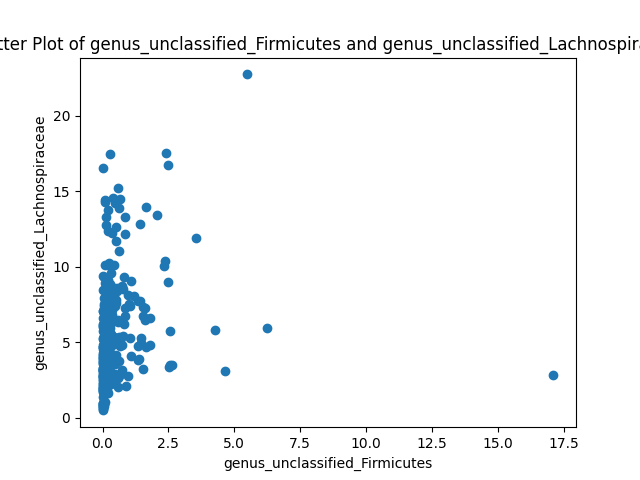 tter Plot of genus_unclassified_Firmicutes and genus_unclassified_Lachnospira
genus_unclassified_Lachnospiraceae
20
15
10
5
0
0.0 2.5 5.0 7.5 10.0 12.5 15.0 17.5
genus_unclassified_Firmicutes